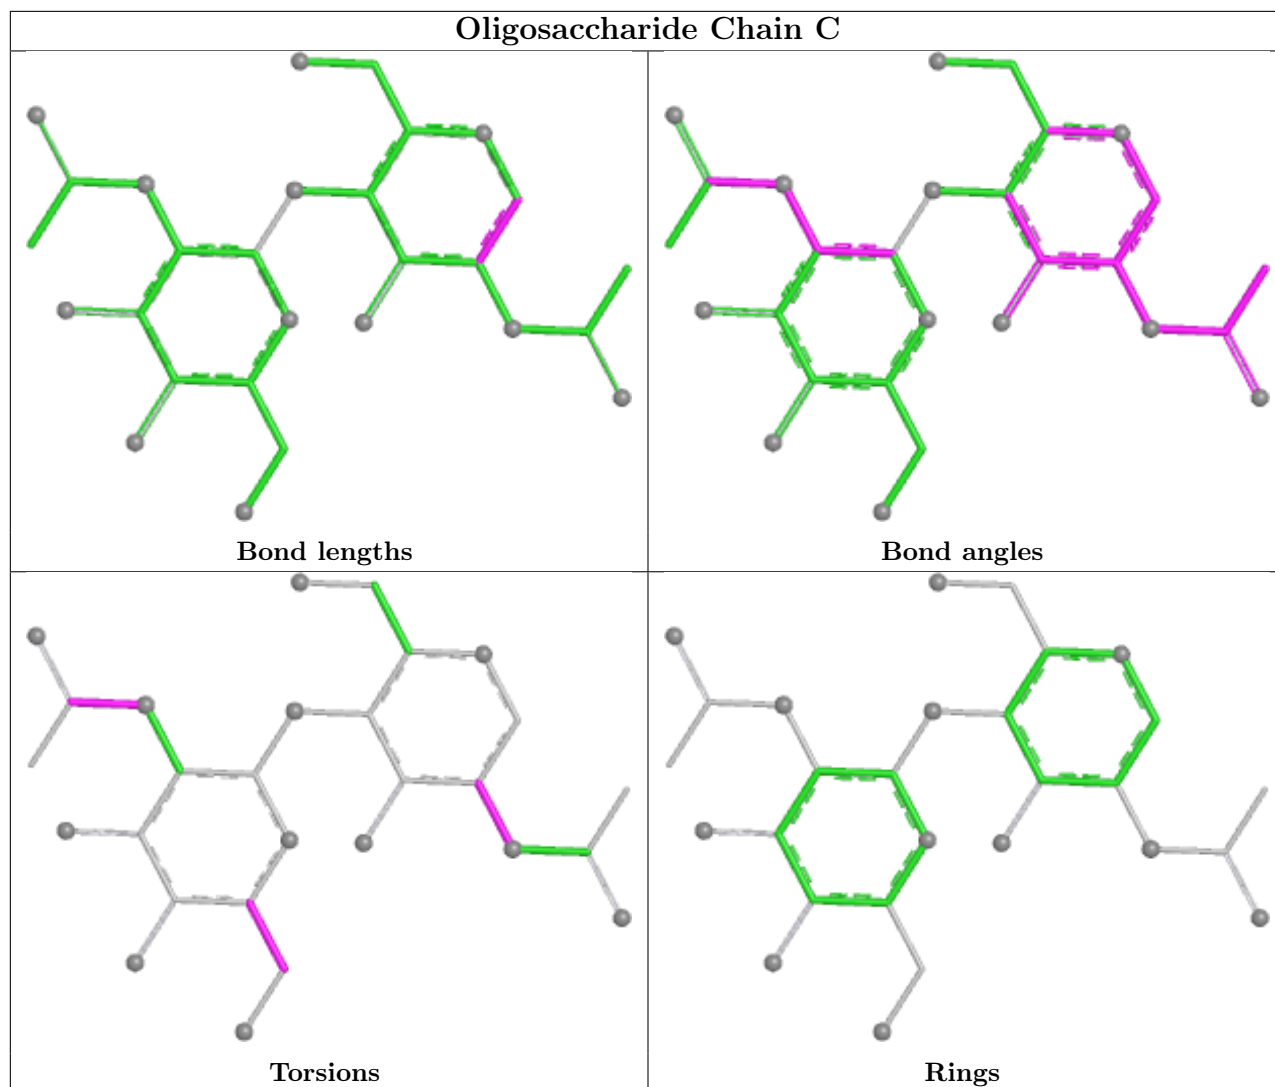 Oligosaccharide Chain C
Bond lengths
Bond angles
Torsions
Rings